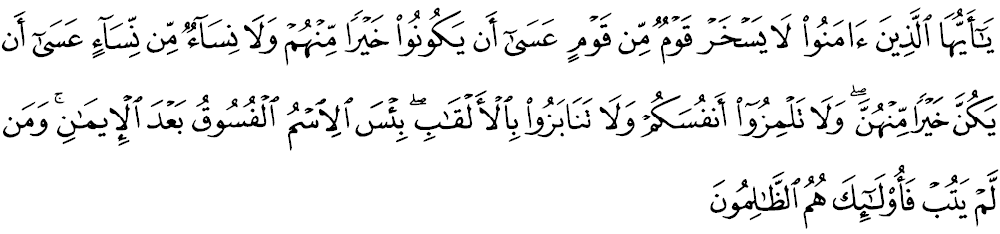 يَـٰٓأَيُّهَا ٱلَّذِينَ ءَامَنُوا۟ لَا يَسْخَرْ قَوْمٌۭ مِّن قَوْمٍ عَسَىٰٓ أَن يَكُونُوا۟ خَيْرًۭا مِّنْهُمْ وَلَا نِسَآءٌۭ مِّن نِّسَآءٍ عَسَىٰٓ أَن
يَكُنَّ خَيْرًۭا مِّنْهُنَّ ۖ وَلَا تَلْمِزُوٓا۟ أَنفُسَكُمْ وَلَا تَنَابَزُوا۟ بِٱلْأَلْقَـٰبِ ۖ بِئْسَ ٱلِٱسْمُ ٱلْفُسُوقُ بَعْدَ ٱلْإِيمَـٰنِ ۚ وَمَن
لَّمْ يَتُبْ فَأُو۟لَـٰٓئِكَ هُمُ ٱلظَّـٰلِمُونَ